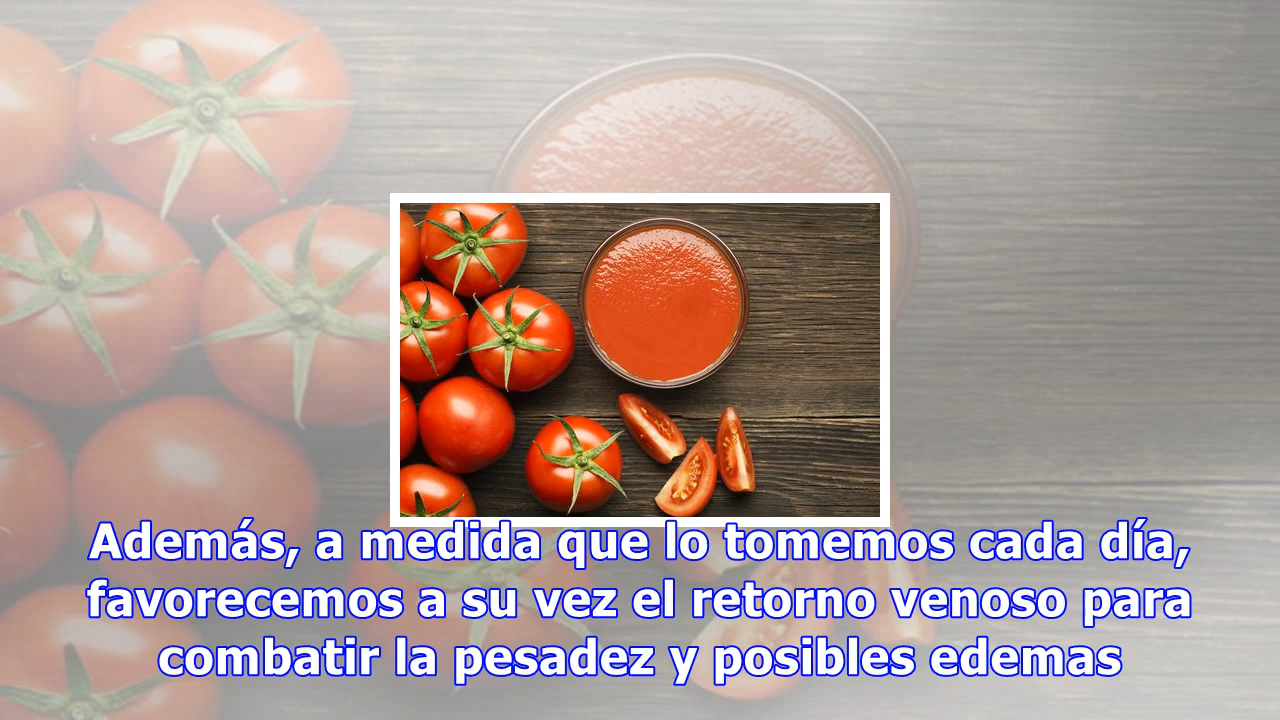 Además, a medida que lo tomemos cada día,
favorecemos a su vez el retorno venoso para
combatir la pesadez y posibles edemas